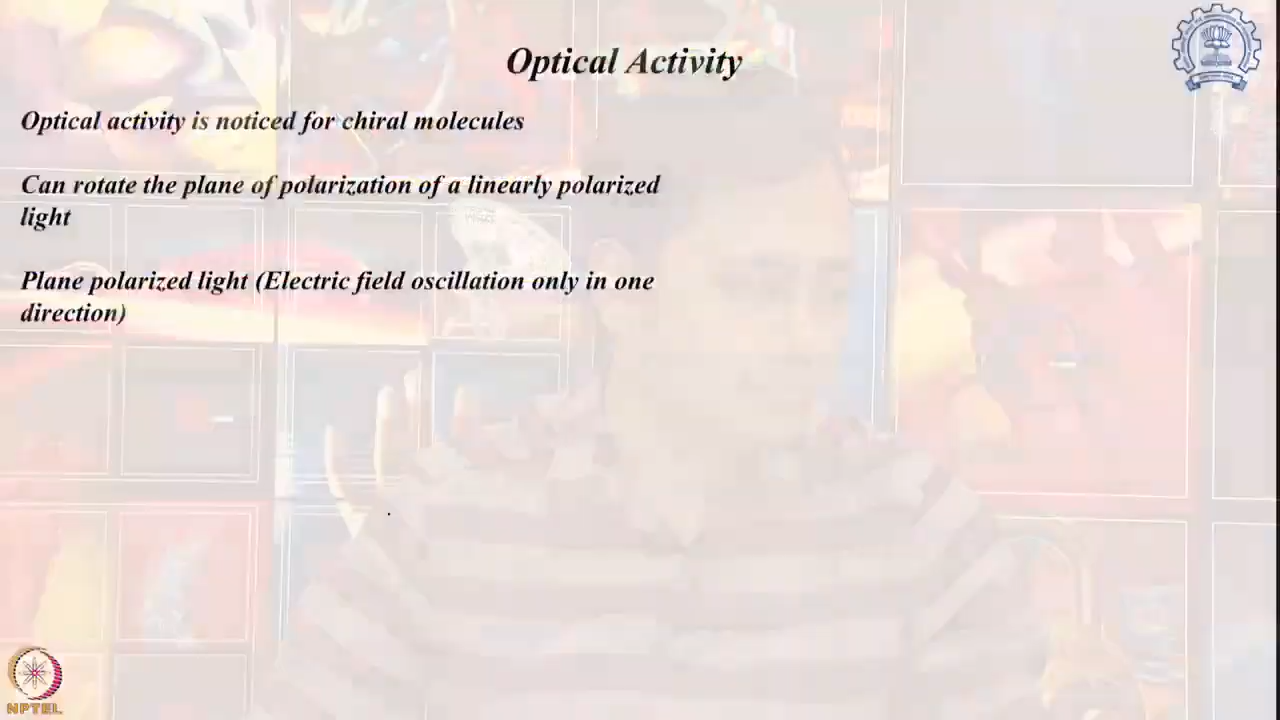 Optical Activity
Optical activity is noticed for chiral molecules
Can rotate the plane of polarization of a linearly polarized
light
Plane polarized light (Electric field oscillation only in one
direction)
NPTEL